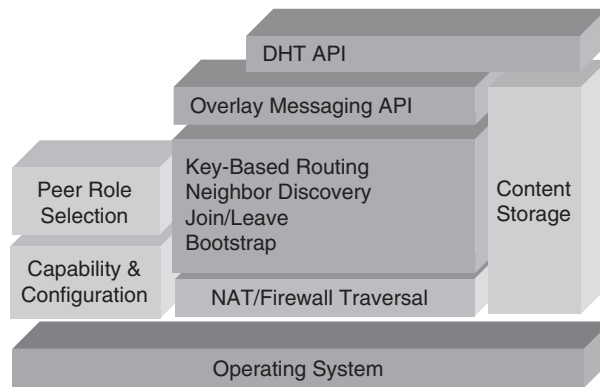 DHT API
Overlay Messaging API
Key-Based Routing
Neighbor Discovery
Join/Leave
Bootstrap
Peer Role
Selection
Content
Storage
Capability &
Configuration
NAT/Firewall Traversal
Operating System